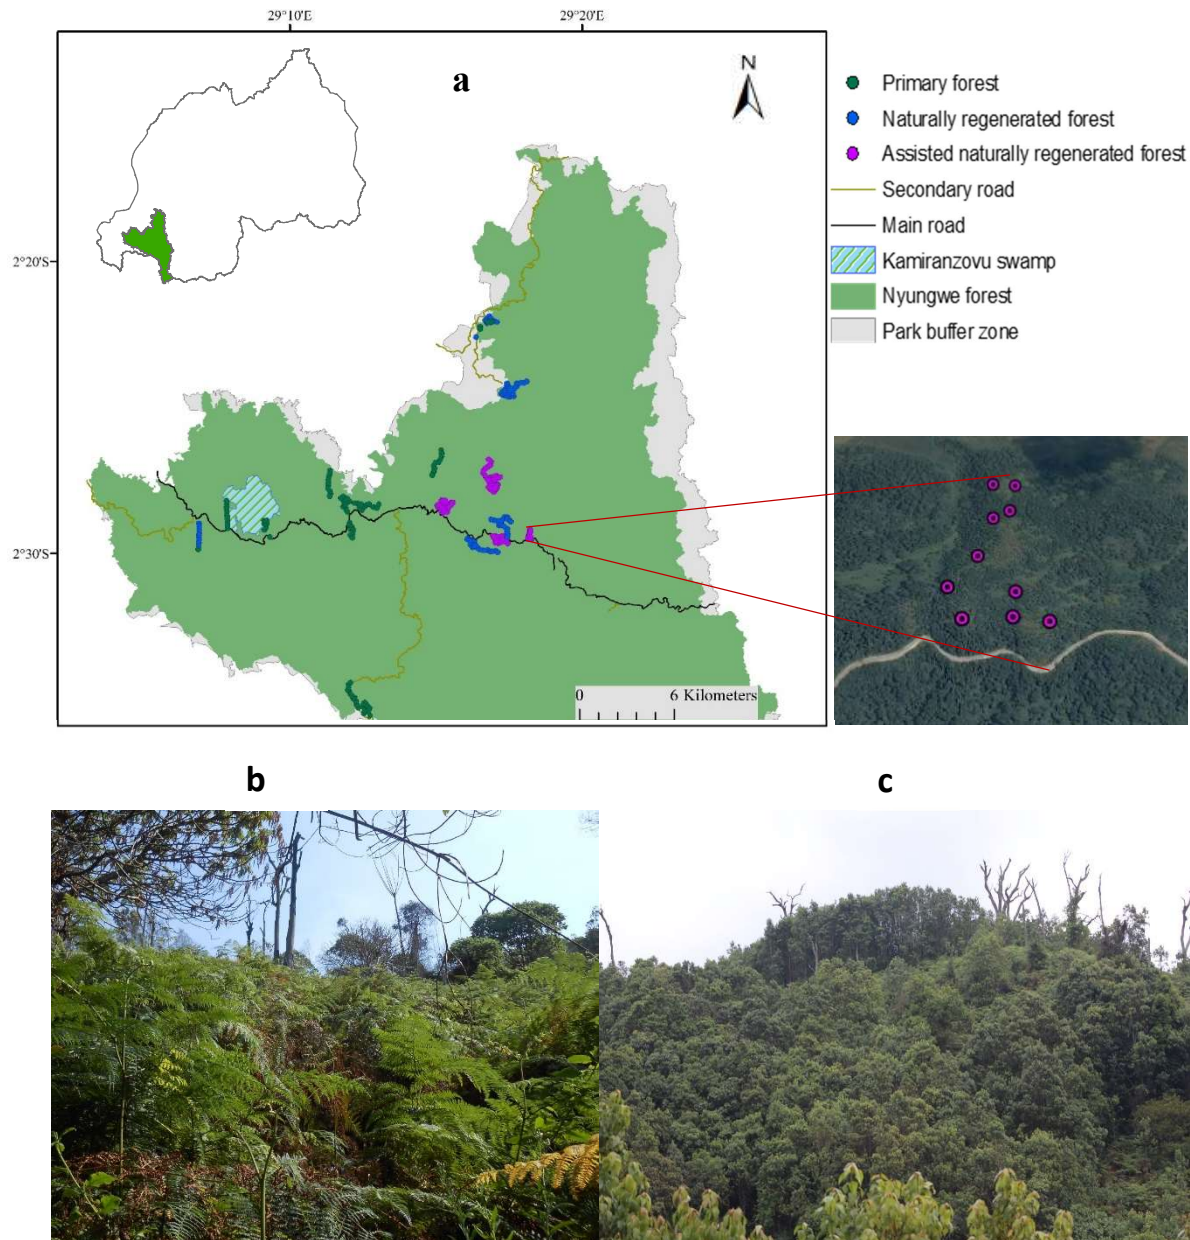 29°10'E
29°20'E
a
N
2°20'S
2°30'S
0
6 Kilometers
Primary forest
Naturally regenerated forest
Assisted naturally regenerated forest
Secondary road
Main road
Kamiranzovu swamp
Nyungwe forest
Park buffer zone
b
c